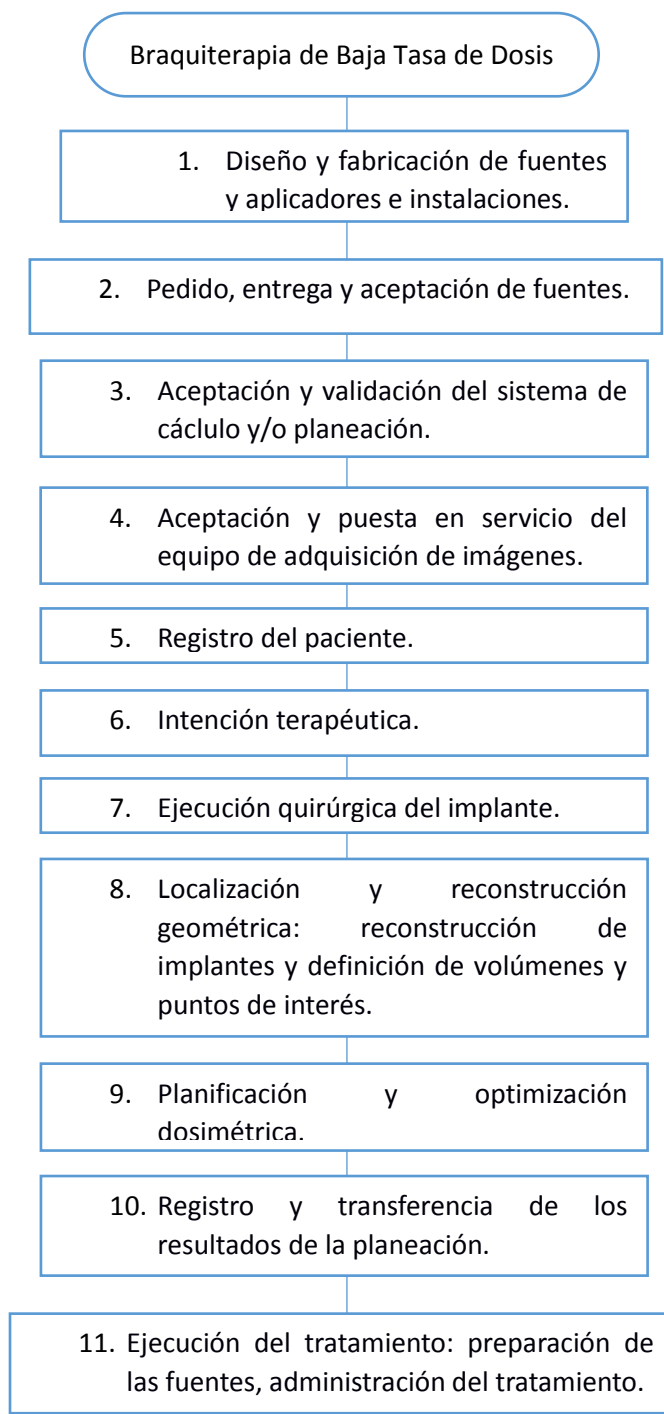 Braquiterapia de Baja Tasa de Dosis
1. Diseño y fabricación de fuentes
y aplicadores e instalaciones.
2. Pedido, entrega y aceptación de fuentes.
3. Aceptación y validación del sistema de
cáclulo y/o planeación.
4. Aceptación y puesta en servicio del
equipo de adquisición de imágenes.
5. Registro del paciente.
6. Intención terapéutica.
7. Ejecución quirúrgica del implante.
8. Localización y reconstrucción
geométrica: reconstrucción de
implantes y definición de volúmenes y
puntos de interés.
9. Planificación y optimización
dosimétrica.
10. Registro y transferencia de los
resultados de la planeación.
11. Ejecución del tratamiento: preparación de
las fuentes, administración del tratamiento.